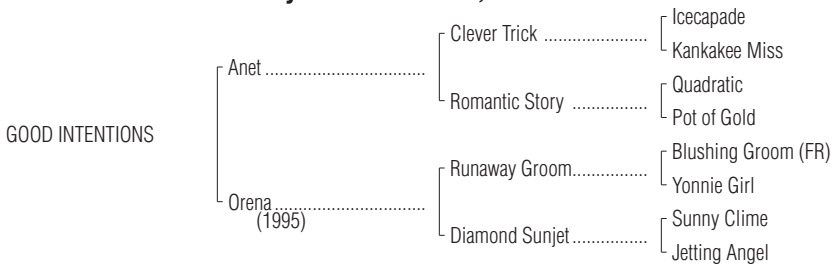 Icecapade
Clever Trick ......................
Kankakee Miss
Anet ..................................
Quadratic
Romantic Story ................
Pot of Gold
GOOD INTENTIONS
Blushing Groom (FR)
Runaway Groom................
Yonnie Girl
Orena ................................
(1995)
Sunny Clime
Diamond Sunjet................
Jetting Angel